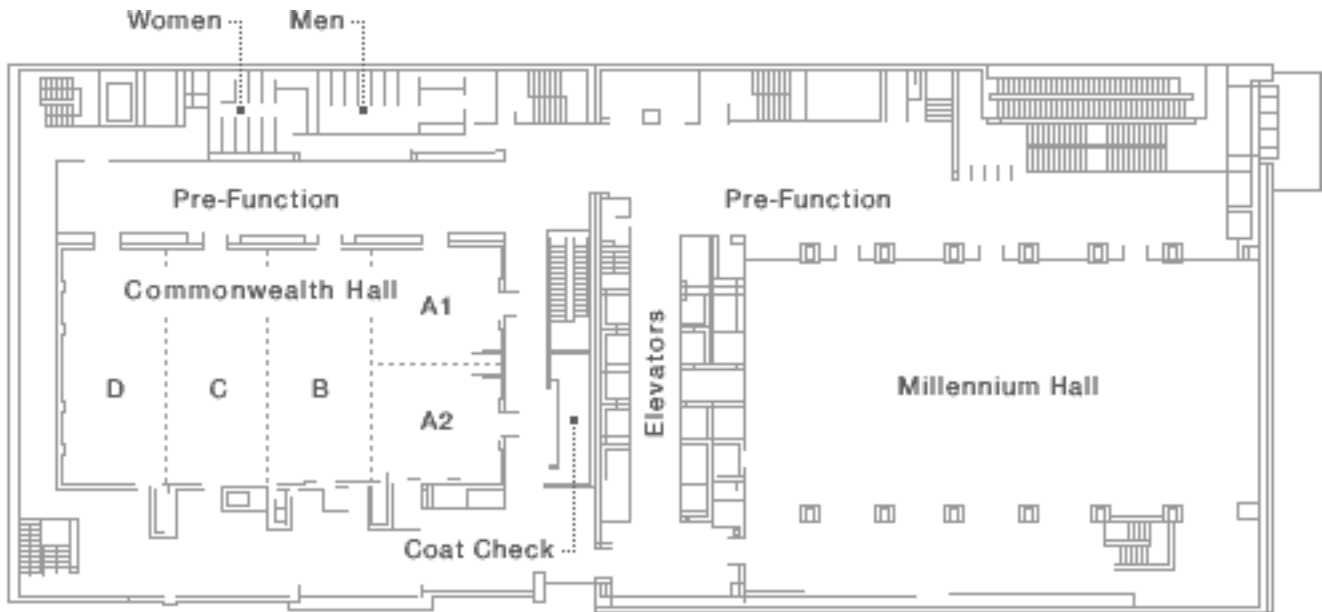 Women
Men
Pre-Function
Pre-Function
Commonwealth Hall
A1
Elevators
D
C
B
Millennium Hall
A2
Coat Check